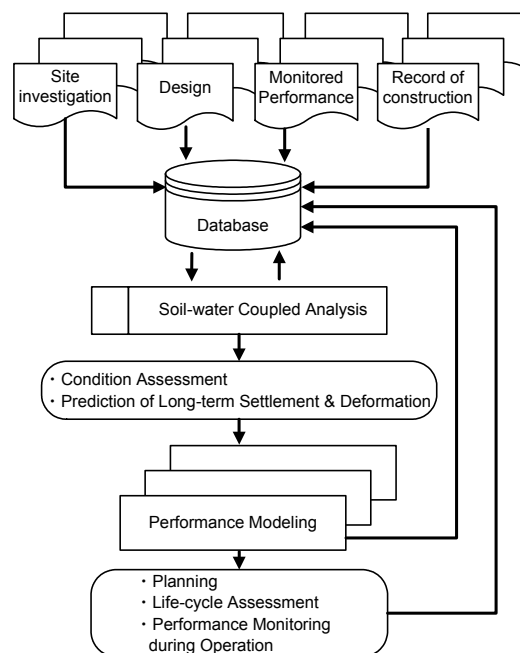 Site
investigation
Design
Monitored
Performance
Record of
construction
Database
Soil-water Coupled Analysis
・Condition Assessment
・Prediction of Long-term Settlement & Deformation
Performance Modeling
・Planning
・Life-cycle Assessment
・Performance Monitoring
during Operation